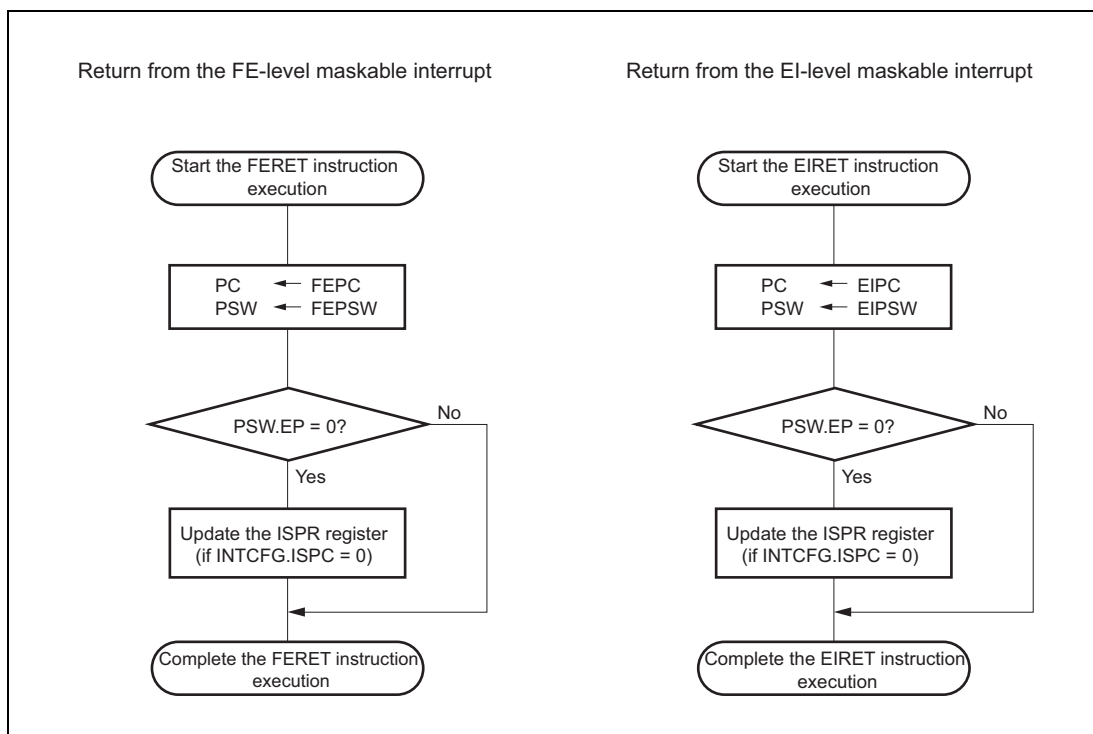 Return from the FE-level maskable interrupt
Start the FERET instruction
execution
PC ← FEPC
PSW ← FEPSW
PSW.EP = 0?
No
Yes
Update the ISPR register
(if INTCFG.ISPC = 0)
Complete the FERET instruction
execution
Return from the EI-level maskable interrupt
Start the EIRET instruction
execution
PC ← EIPC
PSW ← EIPSW
PSW.EP = 0?
No
Yes
Update the ISPR register
(if INTCFG.ISPC = 0)
Complete the EIRET instruction
execution